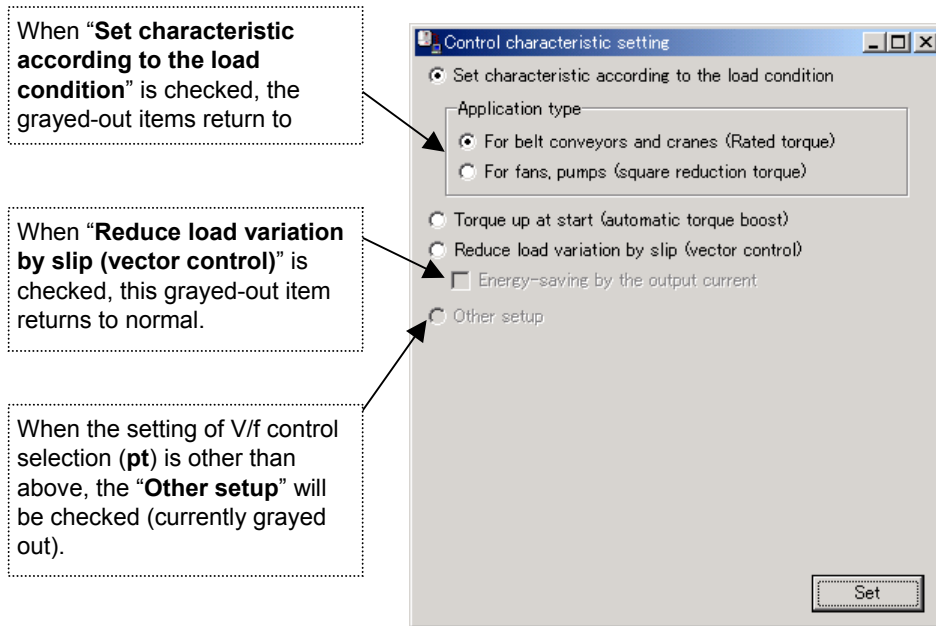 When “Set characteristic
according to the load
condition” is checked, the
grayed-out items return to
When “Reduce load variation
by slip (vector control)” is
checked, this grayed-out item
returns to normal.
When the setting of V/f control
selection (pt) is other than
above, the “Other setup” will
be checked (currently grayed
out).
Control characteristic setting
Set characteristic according to the load condition
Application type
For belt conveyors and cranes (Rated torque)
For fans, pumps (square reduction torque)
Torque up at start (automatic torque boost)
Reduce load variation by slip (vector control)
Energy-saving by the output current
Other setup
Set